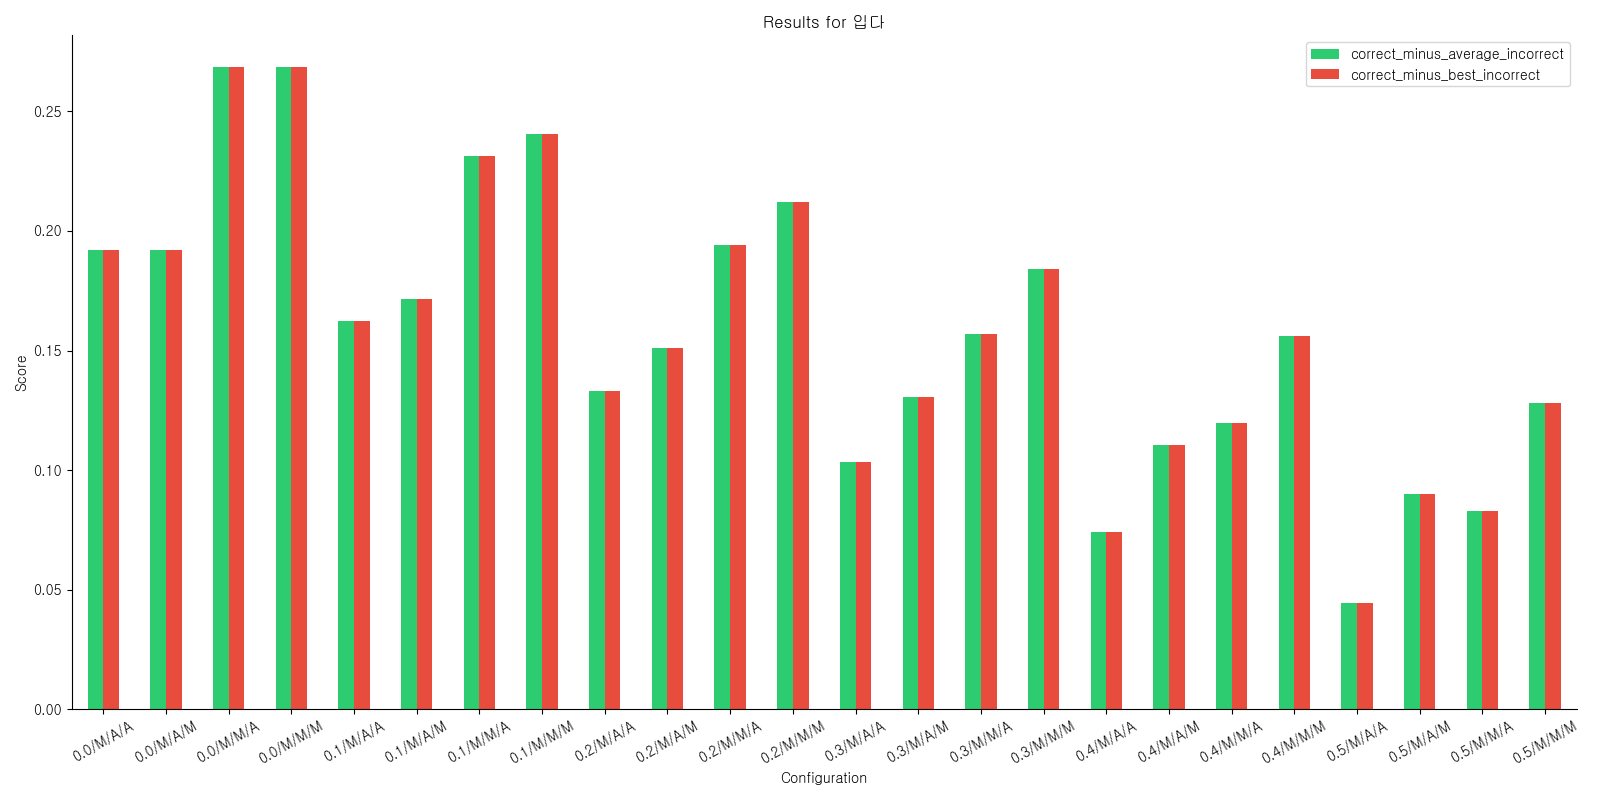 Results for 입다
correct_minus_average_incorrect
correct_minus_best_incorrect
Score
0.25
0.20
0.15
0.10
0.05
0.00
0.0/M/A/A
0.0/M/A/M
0.0/M/M/A
0.0/M/M/M
0.1/M/A/A
0.1/M/A/M
0.1/M/M/A
0.1/M/M/M
0.2/M/A/A
0.2/M/A/M
0.2/M/M/A
0.2/M/M/M
0.3/M/A/A
0.3/M/A/M
0.3/M/M/A
0.3/M/M/M
0.4/M/A/A
0.4/M/A/M
0.4/M/M/A
0.4/M/M/M
0.5/M/A/A
0.5/M/A/M
0.5/M/M/A
0.5/M/M/M
Configuration